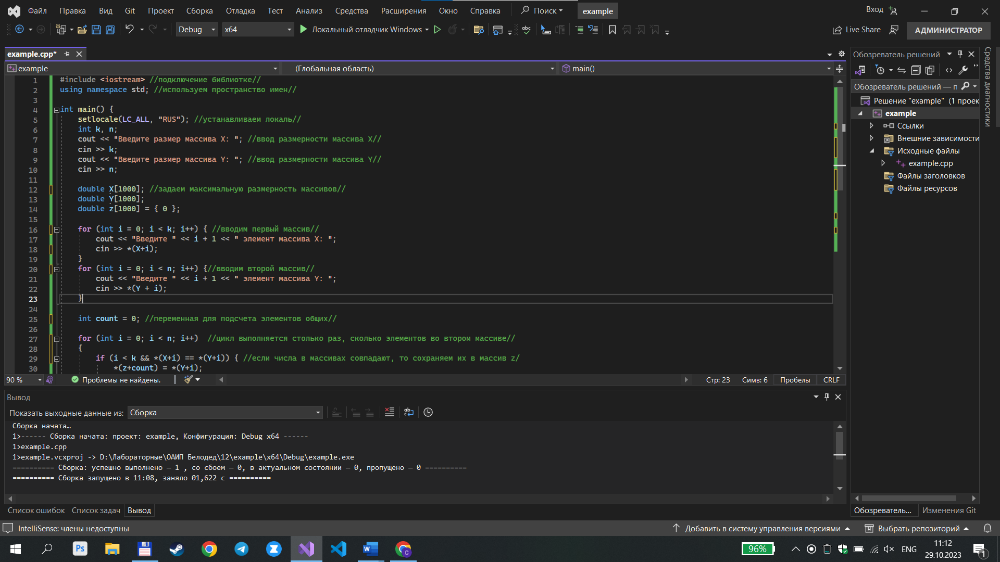 Файл Правка Вид Git Проект Сборка Отладка Тест Анализ Средства Расширения Окно Справка Поиск example Вход
Debug x64 Локальный отладчик Windows Live Share АДМИНИСТРАТОР
example.cpp*
example (Глобальная область) main()
1 #include <iostream> //подключение библиотеке//
2 using namespace std; //используем пространство имен//
3
4 int main() {
5 setlocale(LC_ALL, "RUS"); //устанавливаем локаль//
6 int k, n;
7 cout << "Введите размер массива X: "; //ввод размерности массива X//
8 cin >> k;
9 cout << "Введите размер массива Y: "; //ввод размерности массива Y//
10 cin >> n;
11
12 double X[1000]; //задаем максимальную размерность массивов//
13 double Y[1000];
14 double z[1000] = { 0 };
15
16 for (int i = 0; i < k; i++) { //вводим первый массив//
17 cout << "Введите " << i + 1 << " элемент массива X: ";
18 cin >> *(X+i);
19 }
20 for (int i = 0; i < n; i++) {//вводим второй массив//
21 cout << "Введите " << i + 1 << " элемент массива Y: ";
22 cin >> *(Y + i);
23 }
24
25 int count = 0; //переменная для подсчета элементов общих//
26
27 for (int i = 0; i < n; i++) //цикл выполняется столько раз, сколько элементов во втором массиве//
28 {
29 if (i < k && *(X+i) == *(Y+i)) { //если числа в массивах совпадают, то сохраняем их в массив z/
30 *(z+count) = *(Y+i);
90 % Проблемы не найдены. Стр: 23 Симв: 6 Пробелы CRLF
Вывод
Показать выходные данные из: Сборка
Сборка начата…
1>------ Сборка начата: проект: example, Конфигурация: Debug x64 ------
1>example.cpp
1>example.vcxproj -> D:\Лабораторные\ОАИП Белодед\12\example\x64\Debug\example.exe
========== Сборка: успешно выполнено — 1 , со сбоем — 0, в актуальном состоянии — 0, пропущено — 0 ==========
========== Сборка запущено в 11:08, заняло 01,622 с ==========
Список ошибок Список задач Вывод
Обозреватель решений
Обозреватель решений — п
Решение "example" (1 проек
example
Ссылки
Внешние зависимости
Исходные файлы
example.cpp
Файлы заголовков
Файлы ресурсов
Обозреватель... Изменения Git
Средства диагностики
IntelliSense: члены недоступны Добавить в систему управления версиями Выбрать репозиторий
Ps 96% ENG 11:12
29.10.2023 1